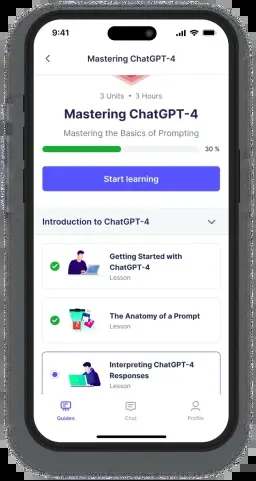 9:41
Mastering ChatGPT-4
3 Units • 3 Hours
Mastering ChatGPT-4
Mastering the Basics of Prompting
30 %
Start learning
Introduction to ChatGPT-4
Getting Started with
ChatGPT-4
Lesson
The Anatomy of a Prompt
Lesson
Interpreting ChatGPT-4
Responses
Lesson
Guides
Chat
Profile